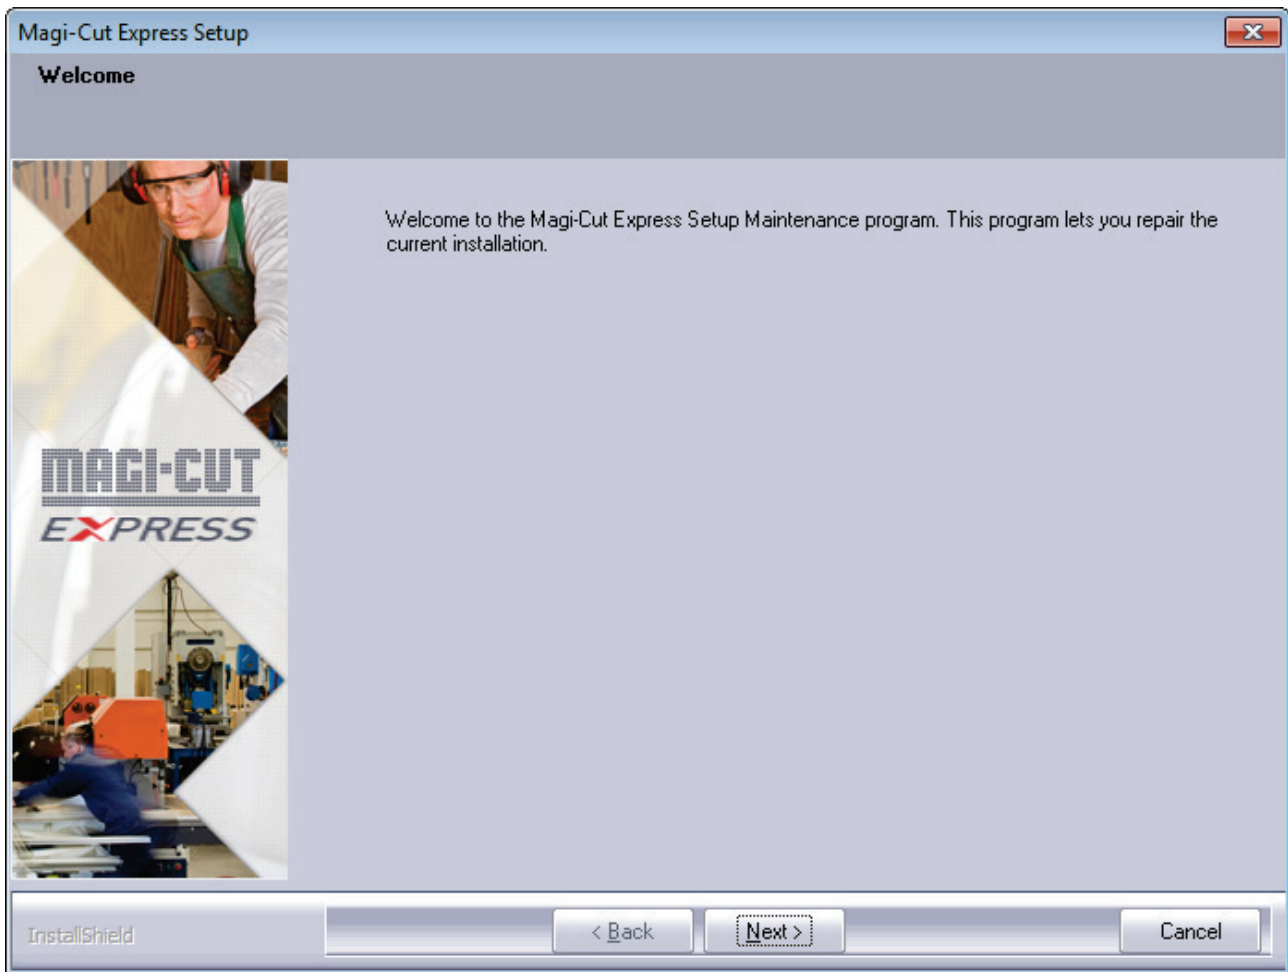 Magi-Cut Express Setup
Welcome
Welcome to the Magi-Cut Express Setup Maintenance program. This program lets you repair the
current installation.
MAGI-CUT
EXPRESS
InstallShield
< Back
Next >
Cancel